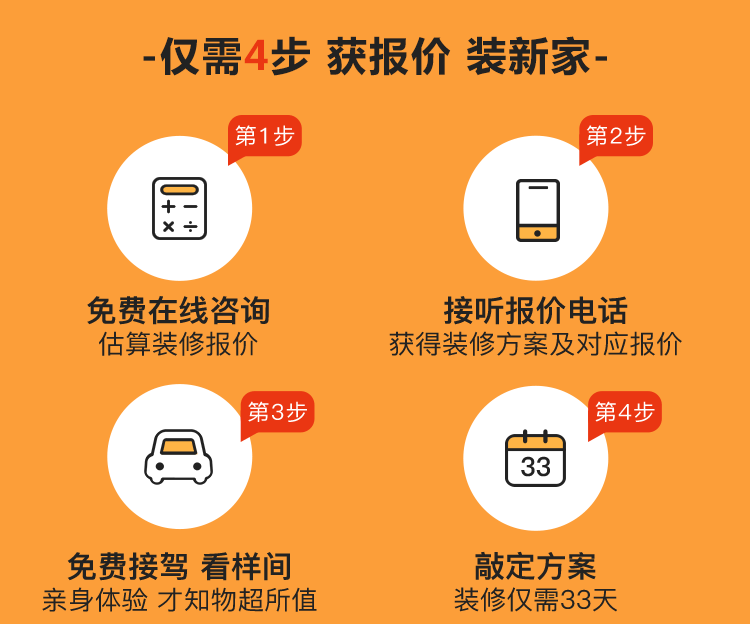 -仅需4步 获报价 装新家-
第1步
免费在线咨询
估算装修报价
第2步
接听报价电话
获得装修方案及对应报价
第3步
免费接驾 看样间
亲身体验 才知物超所值
第4步
33
敲定方案
装修仅需33天